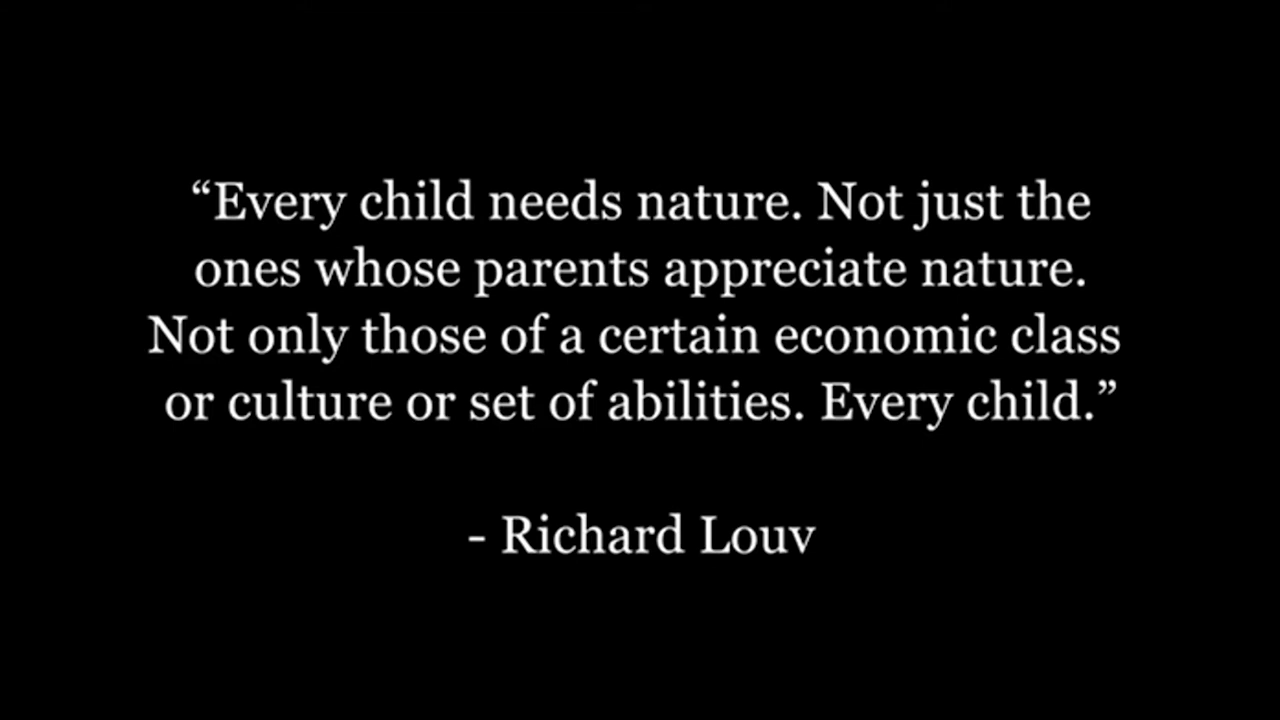 “Every child needs nature. Not just the
ones whose parents appreciate nature.
Not only those of a certain economic class
or culture or set of abilities. Every child.”
- Richard Louv